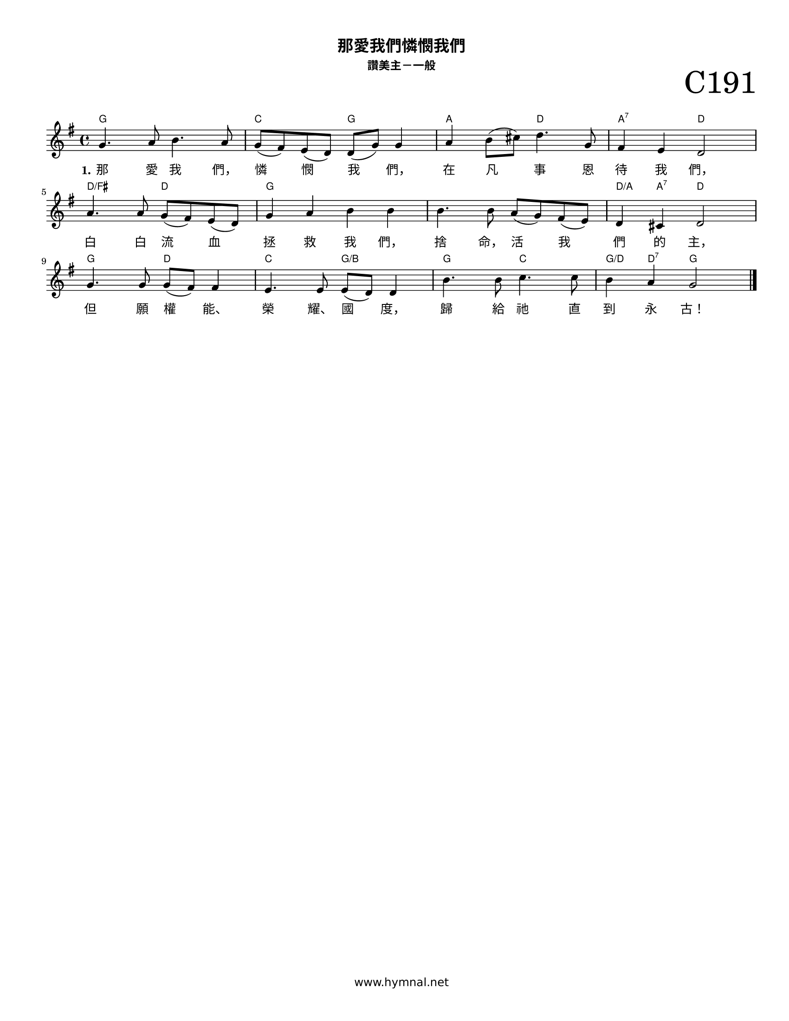 那愛我們憐憫我們
讚美主－一般
C191
G C G A D A7 D
1. 那 愛 我 們， 憐 憫 我 們， 在 凡 事 恩 待 我 們，
5 D/F# D G D/A A7 D
白 白 流 血 拯 救 我 們， 捨 命，活 我 們 的 主，
9 G D C G/B G C G/D D7 G
但 願 權 能、 榮 耀、 國 度， 歸 給 祂 直 到 永 古！
www.hymnal.net